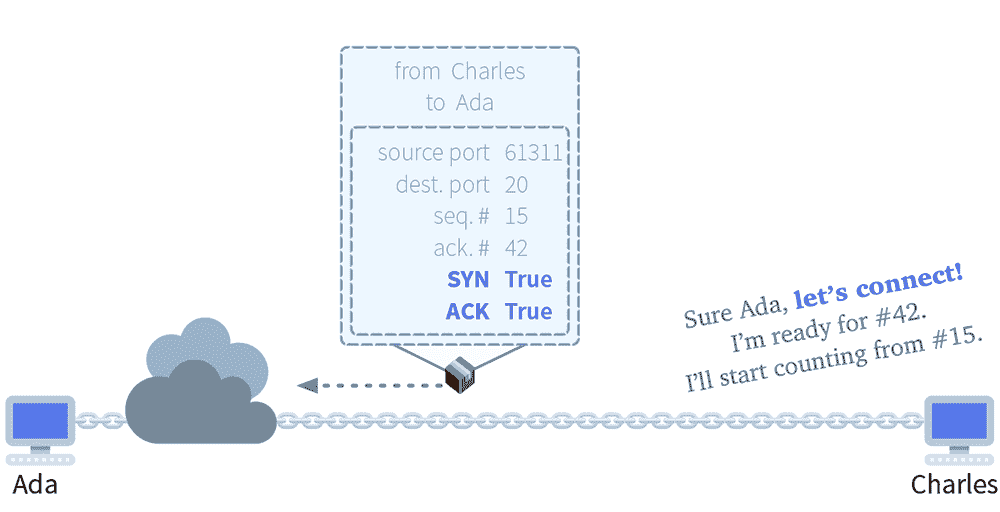 from Charles
to Ada
source port 61311
dest. port 20
seq. # 15
ack. # 42
SYN True
ACK True
Sure Ada, let’s connect!
I’m ready for #42.
I’ll start counting from #15.
Ada
Charles